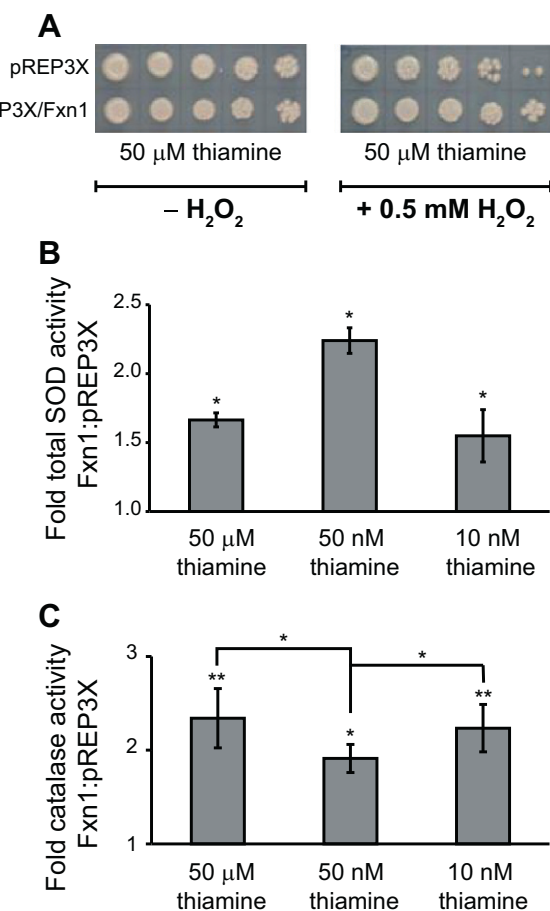 A
pREP3X
P3X/Fxn1
50 μM thiamine
50 μM thiamine
– H₂O₂
+ 0.5 mM H₂O₂
B
Fold total SOD activity
Fxn1:pREP3X
2.5
2.0
1.5
1.0
*
*
*
50 μM
thiamine
50 nM
thiamine
10 nM
thiamine
C
Fold catalase activity
Fxn1:pREP3X
3
2
1
*
*
**
*
**
50 μM
thiamine
50 nM
thiamine
10 nM
thiamine